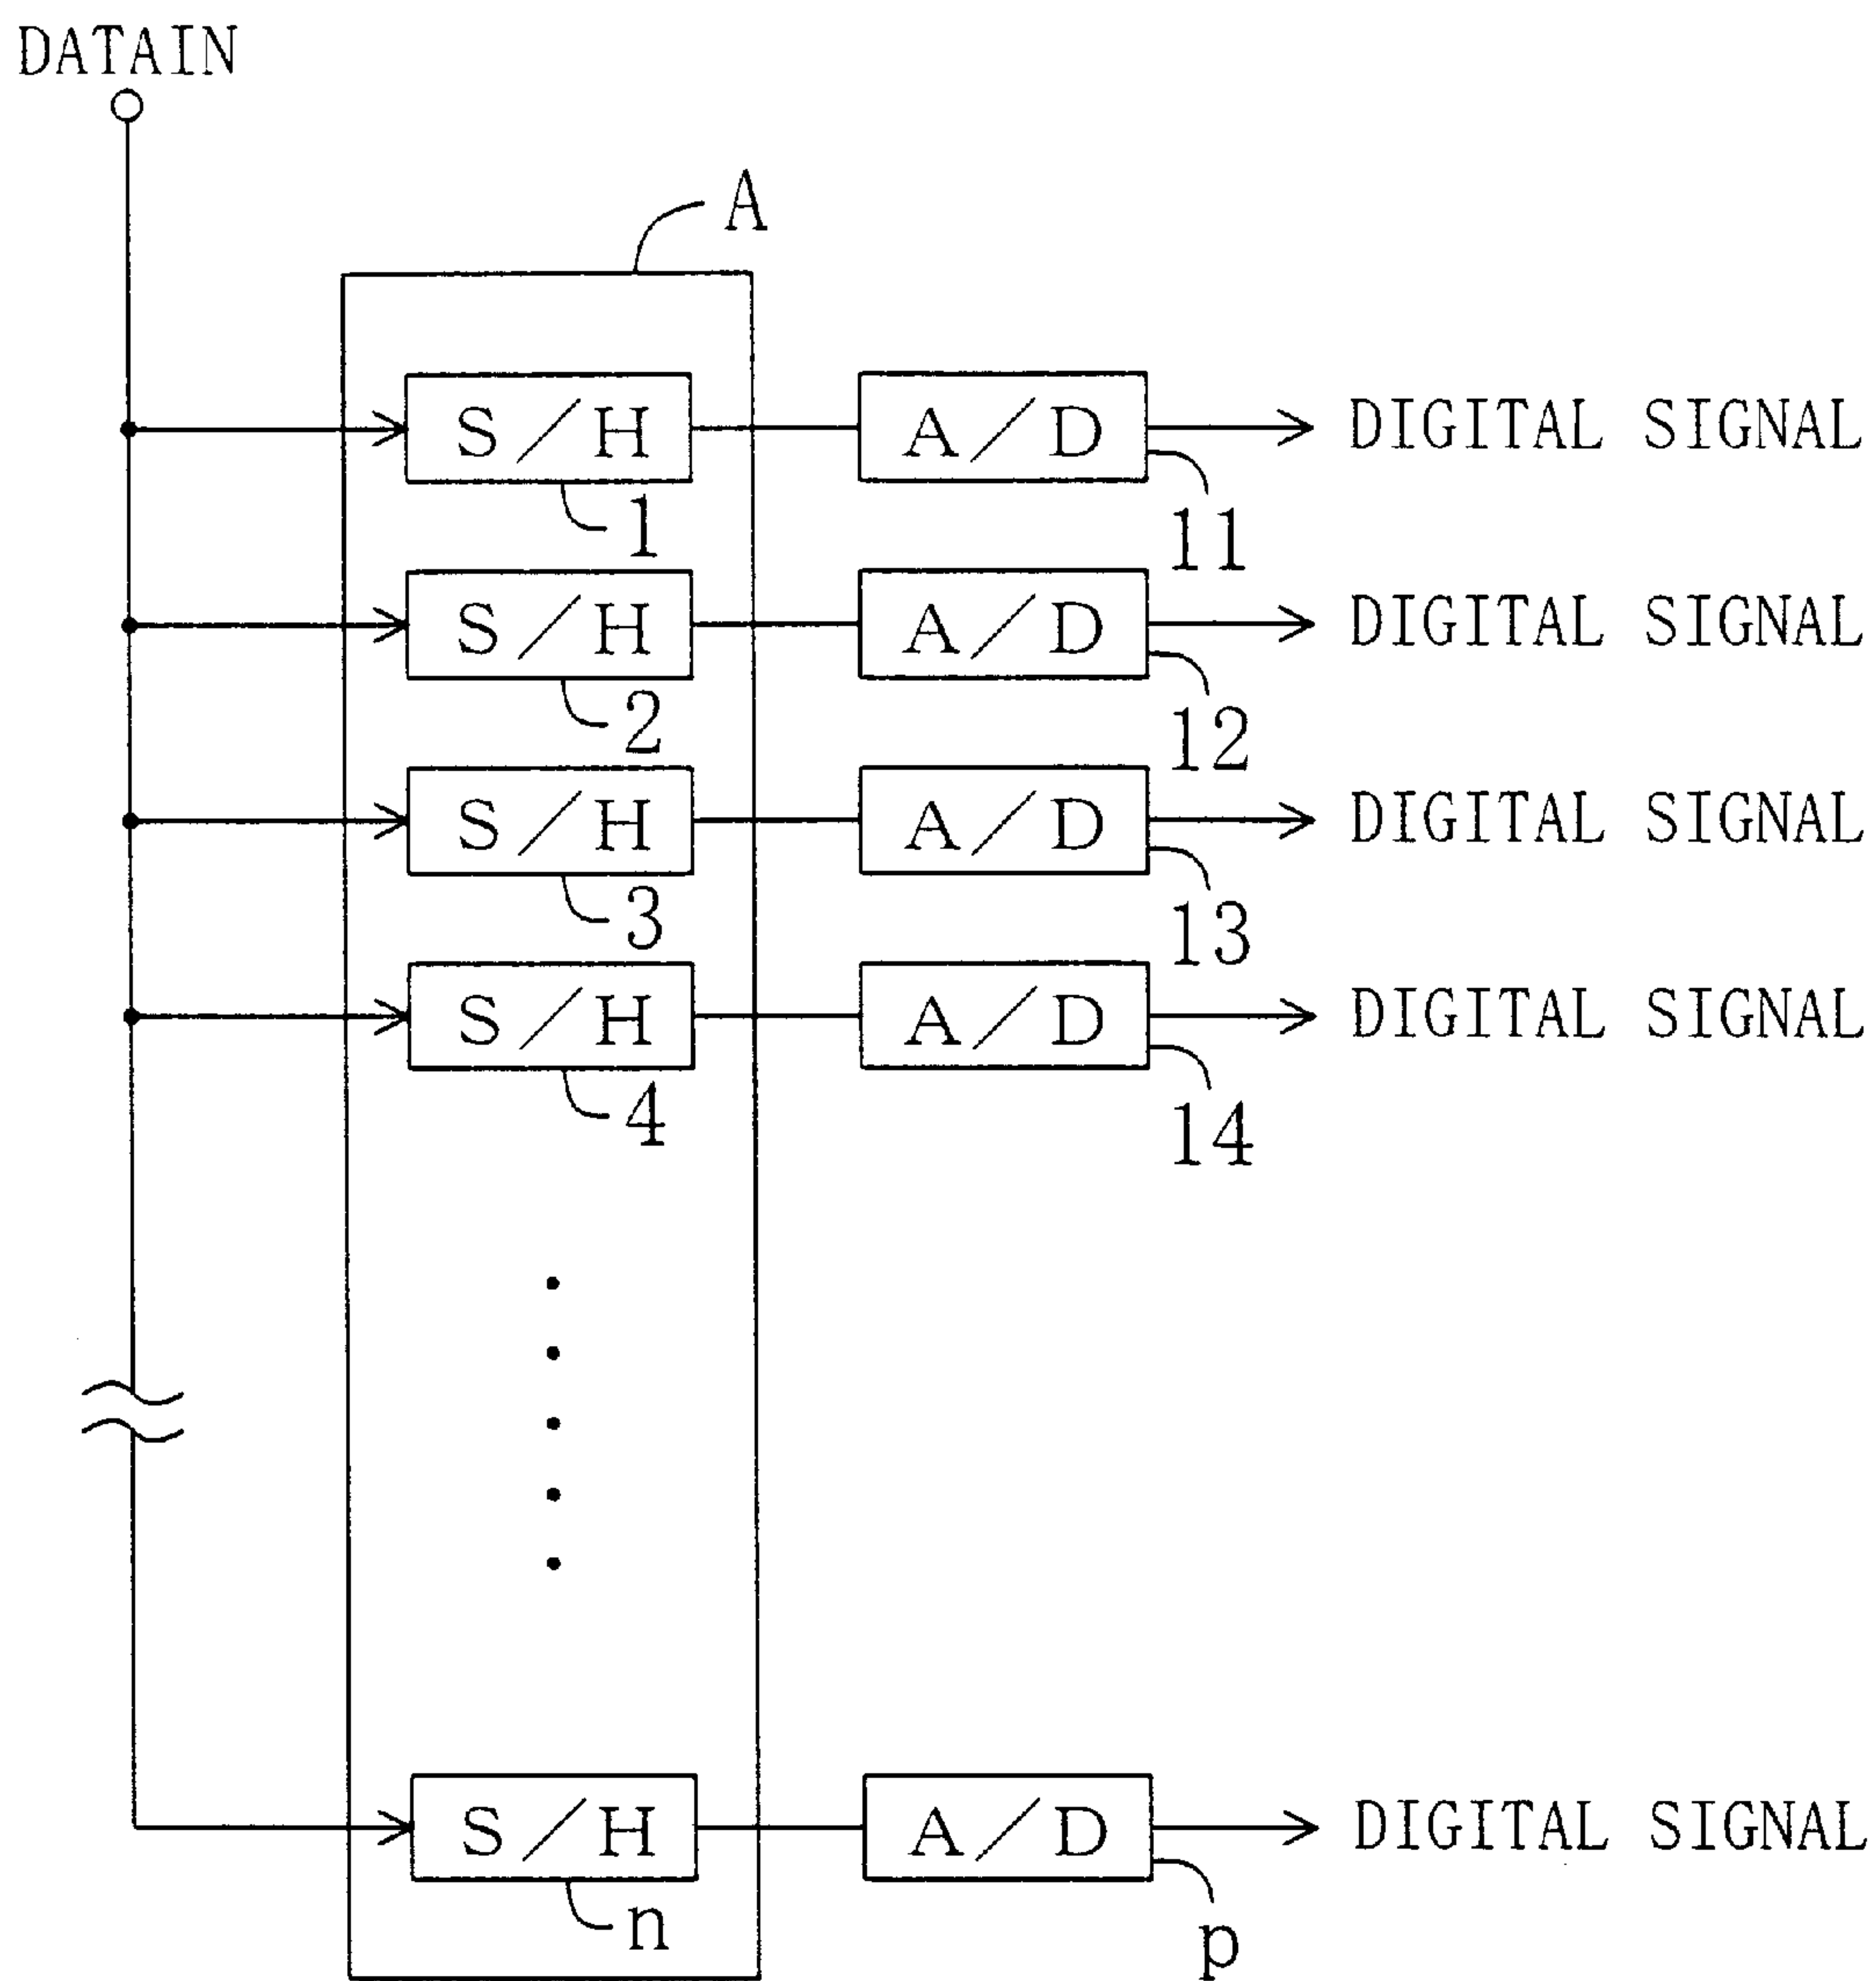 DATAIN
A
S/H A/D DIGITAL SIGNAL
1 11
S/H A/D DIGITAL SIGNAL
2 12
S/H A/D DIGITAL SIGNAL
3 13
S/H A/D DIGITAL SIGNAL
4 14
S/H A/D DIGITAL SIGNAL
n p